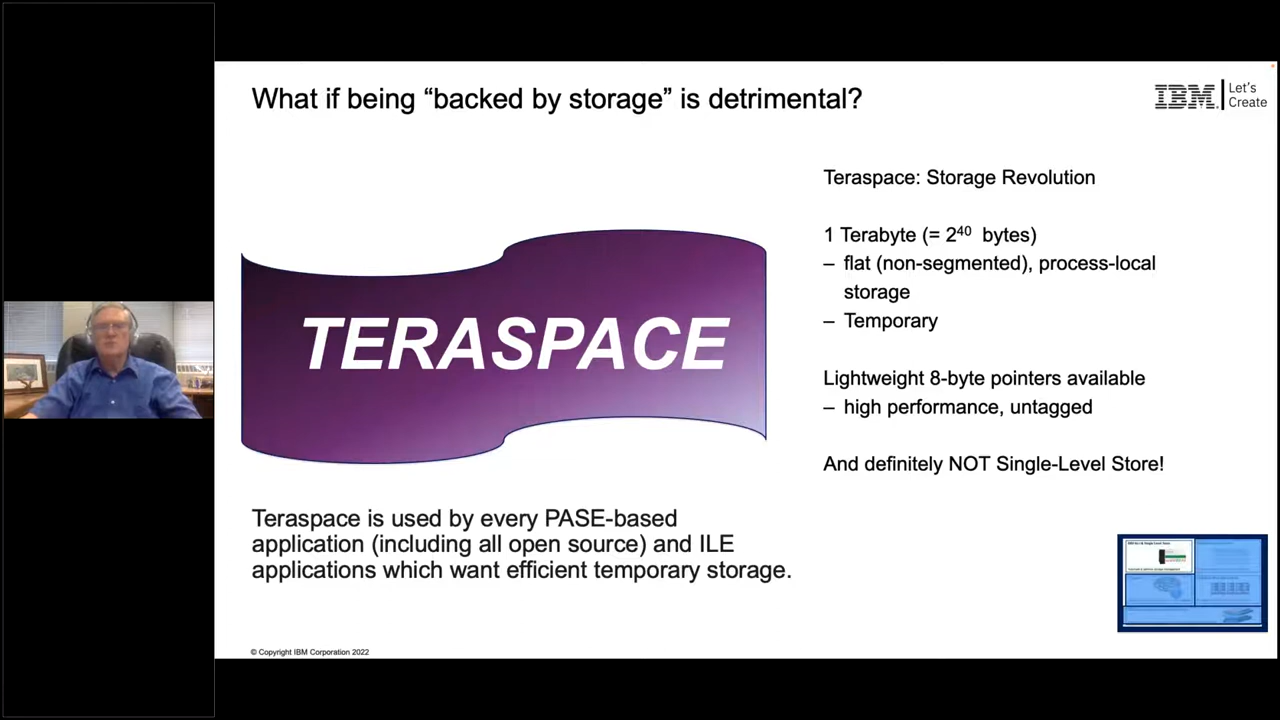 What if being “backed by storage” is detrimental?
IBM
Let's
Create
TERASPACE
Teraspace: Storage Revolution
1 Terabyte (= 2⁴⁰ bytes)
– flat (non-segmented), process-local
storage
– Temporary
Lightweight 8-byte pointers available
– high performance, untagged
And definitely NOT Single-Level Store!
Teraspace is used by every PASE-based
application (including all open source) and ILE
applications which want efficient temporary storage.
© Copyright IBM Corporation 2022